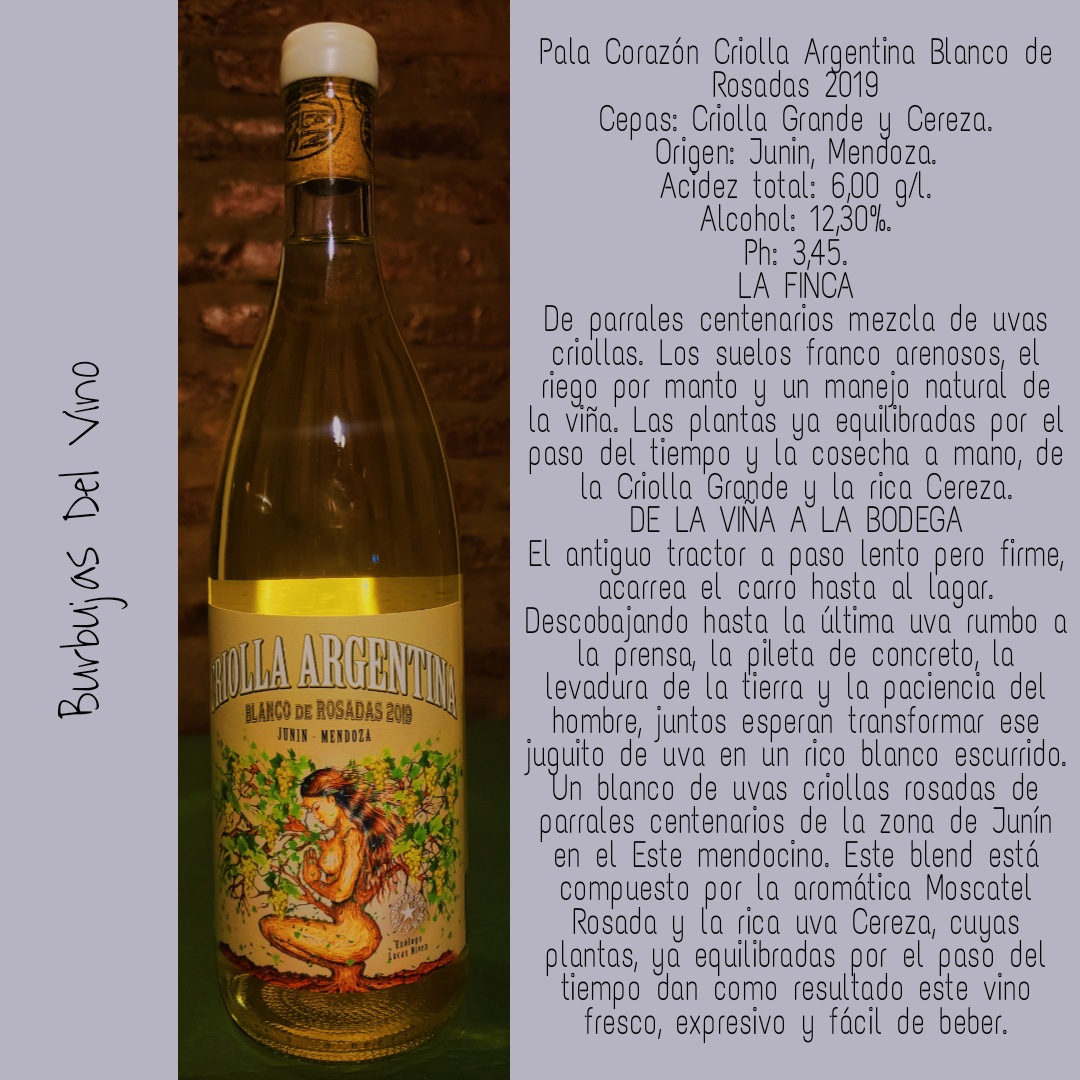 Burbujas Del Vino
CRIOLLA ARGENTINA
BLANCO DE ROSADAS 2019
JUNIN - MENDOZA
Enólogo
Lucas Niven
Pala Corazón Criolla Argentina Blanco de
Rosadas 2019
Cepas: Criolla Grande y Cereza.
Origen: Junin, Mendoza.
Acidez total: 6,00 g/l.
Alcohol: 12,30%.
Ph: 3,45.
LA FINCA
De parrales centenarios mezcla de uvas
criollas. Los suelos franco arenosos, el
riego por manto y un manejo natural de
la viña. Las plantas ya equilibradas por el
paso del tiempo y la cosecha a mano, de
la Criolla Grande y la rica Cereza.
DE LA VIÑA A LA BODEGA
El antiguo tractor a paso lento pero firme,
acarrea el carro hasta al lagar.
Descobajando hasta la última uva rumbo a
la prensa, la pileta de concreto, la
levadura de la tierra y la paciencia del
hombre, juntos esperan transformar ese
juguito de uva en un rico blanco escurrido.
Un blanco de uvas criollas rosadas de
parrales centenarios de la zona de Junín
en el Este mendocino. Este blend está
compuesto por la aromática Moscatel
Rosada y la rica uva Cereza, cuyas
plantas, ya equilibradas por el paso del
tiempo dan como resultado este vino
fresco, expresivo y fácil de beber.